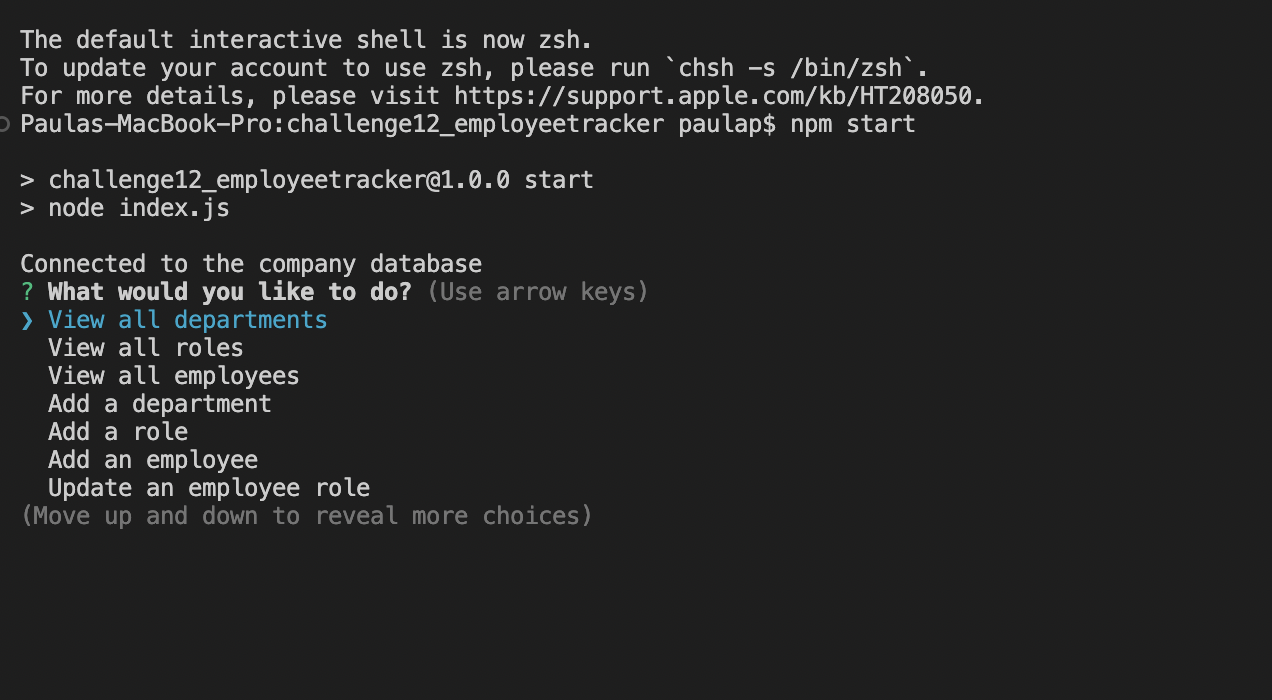 The default interactive shell is now zsh.
To update your account to use zsh, please run `chsh -s /bin/zsh`.
For more details, please visit https://support.apple.com/kb/HT208050.
Paulas-MacBook-Pro:challenge12_employeetracker paulap$ npm start
> challenge12_employeetracker@1.0.0 start
> node index.js
Connected to the company database
? What would you like to do? (Use arrow keys)
❯ View all departments
View all roles
View all employees
Add a department
Add a role
Add an employee
Update an employee role
(Move up and down to reveal more choices)